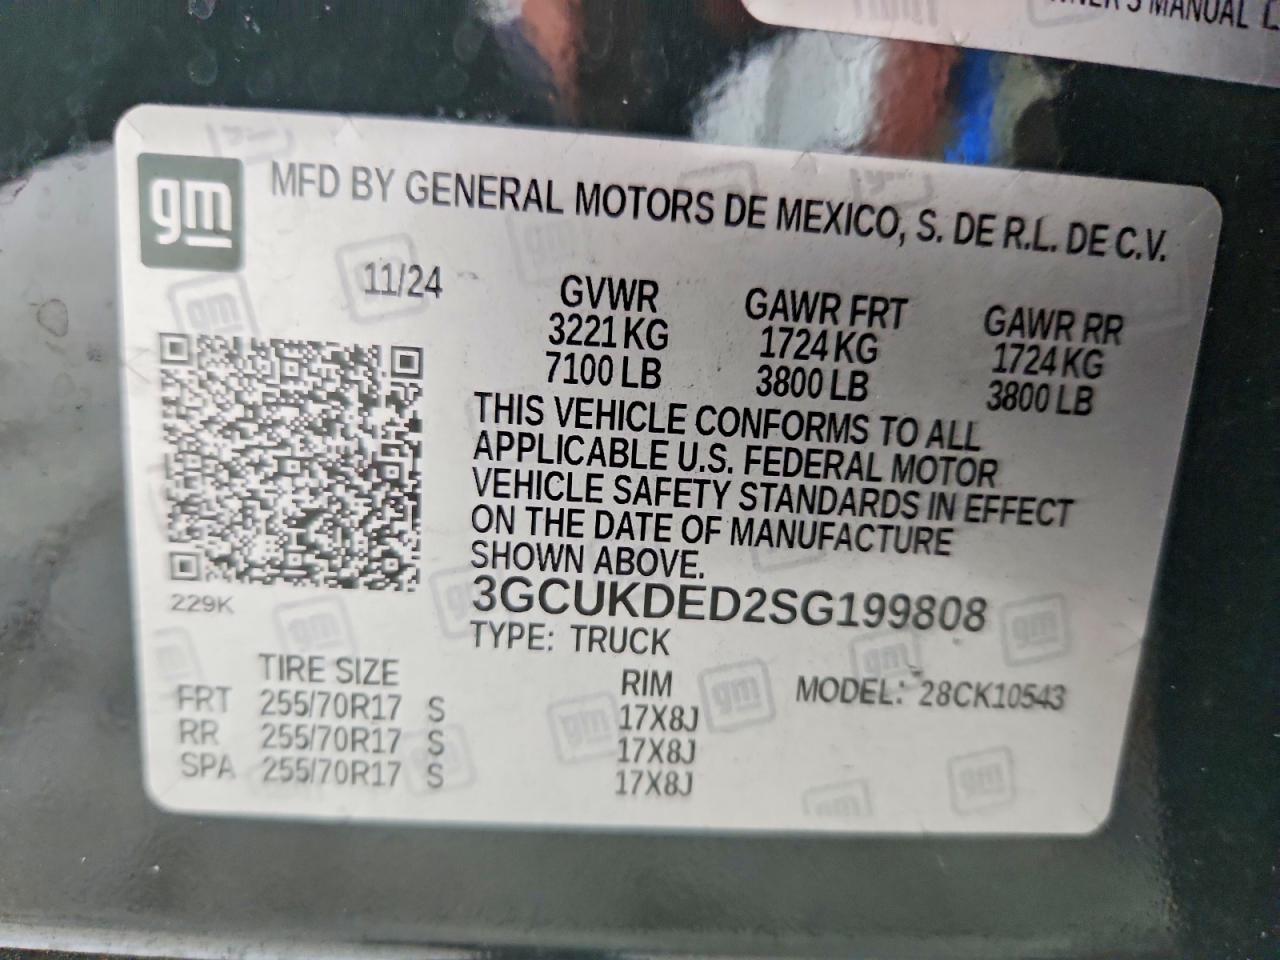 OWNER'S MANUAL
gm
MFD BY GENERAL MOTORS DE MEXICO, S. DE R.L. DE C.V.
11/24
GVWR GAWR FRT GAWR RR
3221 KG 1724 KG 1724 KG
7100 LB 3800 LB 3800 LB
THIS VEHICLE CONFORMS TO ALL
APPLICABLE U.S. FEDERAL MOTOR
VEHICLE SAFETY STANDARDS IN EFFECT
ON THE DATE OF MANUFACTURE
SHOWN ABOVE.
229K
3GCUKDED2SG199808
TYPE: TRUCK
TIRE SIZE RIM MODEL: 28CK10543
FRT 255/70R17 S 17X8J
RR 255/70R17 S 17X8J
SPA 255/70R17 S 17X8J